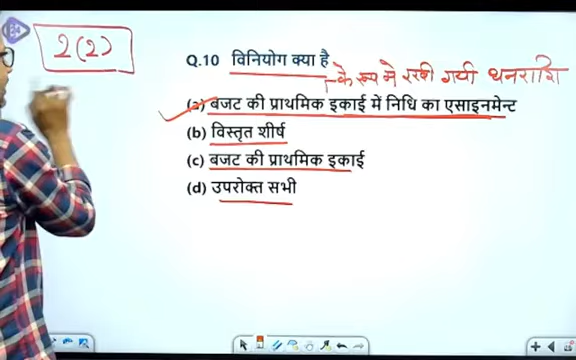 2(2)
Q.10 विनियोग क्या है
के रूप मे रखी गयी धनराशि
(a) बजट की प्राथमिक इकाई में निधि का एसाइनमेन्ट
(b) विस्तृत शीर्ष
(c) बजट की प्राथमिक इकाई
(d) उपरोक्त सभी